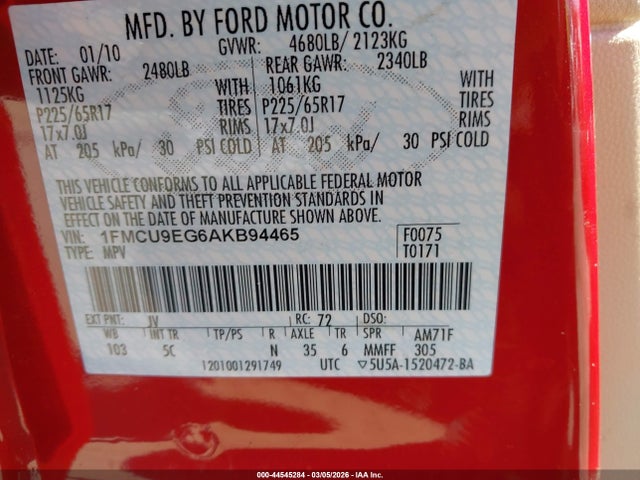 MFD. BY FORD MOTOR CO.
DATE: 01/10 GVWR: 4680LB/ 2123KG
FRONT GAWR: 2480LB REAR GAWR: 2340LB
1125KG WITH 1061KG WITH
P225/65R17 TIRES P225/65R17 TIRES
17x7.0J RIMS 17x7.0J RIMS
AT 205 kPa/ 30 PSI COLD AT 205 kPa/ 30 PSI COLD
THIS VEHICLE CONFORMS TO ALL APPLICABLE FEDERAL MOTOR
VEHICLE SAFETY AND THEFT PREVENTION STANDARDS IN
EFFECT ON THE DATE OF MANUFACTURE SHOWN ABOVE.
VIN: 1FMCU9EG6AKB94465 F0075
TYPE: MPV T0171
EXT PNT: JV RC: 72 DSO:
WB INT TR TP/PS R AXLE TR SPR AM71F
103 5C N 35 6 MMFF 305
1201001291749 UTC ▽5U5A-1520472-BA
000-44545284 | 03/05/2026 | IAA Inc.